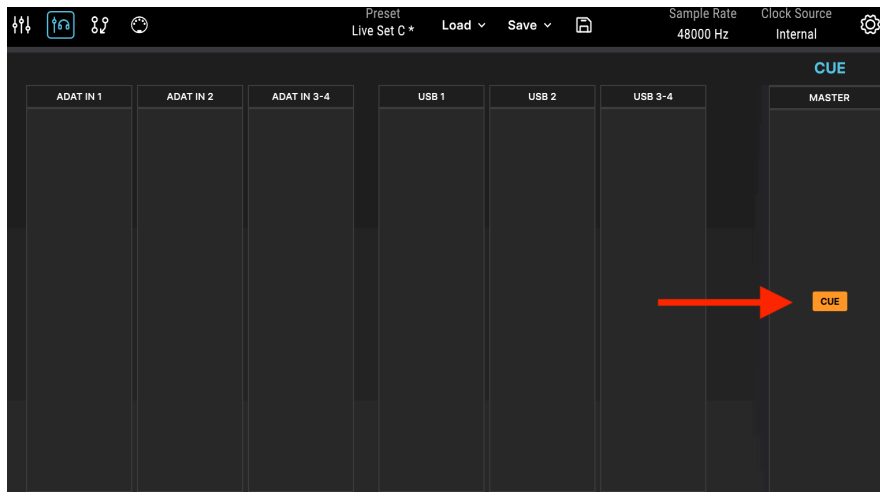 Preset
Live Set C *
Load
Save
Sample Rate
48000 Hz
Clock Source
Internal
CUE
ADAT IN 1
ADAT IN 2
ADAT IN 3-4
USB 1
USB 2
USB 3-4
MASTER
CUE